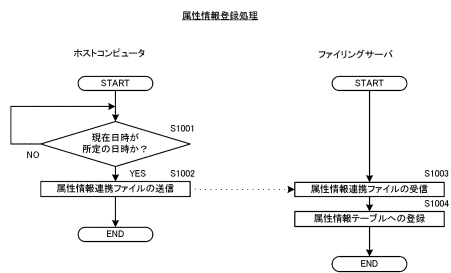 属性情報登録処理
ホストコンピュータ
ファイリングサーバ
START
START
S1001
現在日時が
所定の日時か？
NO
YES
S1002
S1003
属性情報連携ファイルの送信
属性情報連携ファイルの受信
S1004
属性情報テーブルへの登録
END
END